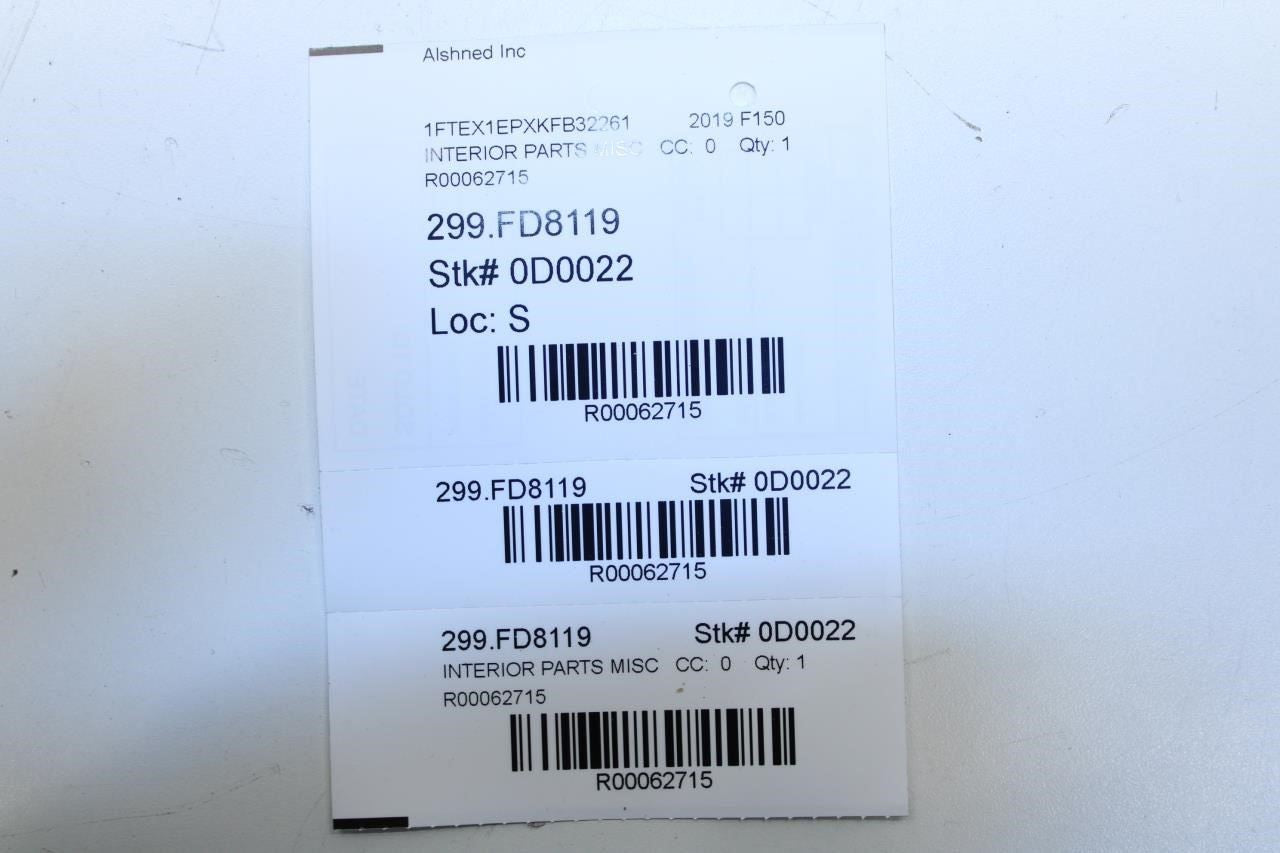 Alshned Inc
1FTEX1EPXKFB32261 2019 F150
INTERIOR PARTS MISC CC: 0 Qty: 1
R00062715
299.FD8119
Stk# 0D0022
Loc: S
R00062715
299.FD8119 Stk# 0D0022
R00062715
299.FD8119 Stk# 0D0022
INTERIOR PARTS MISC CC: 0 Qty: 1
R00062715
R00062715